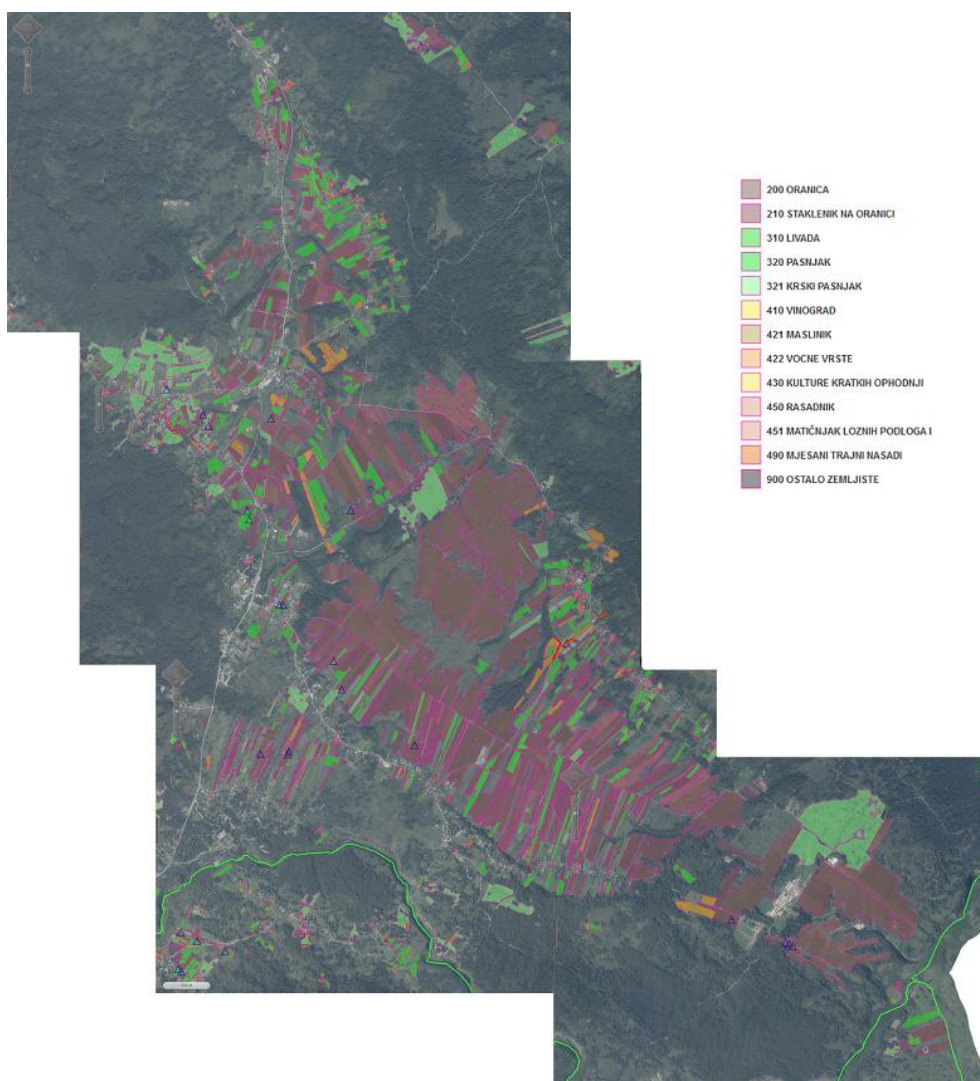 200 ORANICA
210 STAKLENIK NA ORANICI
310 LIVADA
320 PASNJAK
321 KRSKI PASNJAK
410 VINOGRAD
421 MASLINIK
422 VOCNE VRSTE
430 KULTURE KRATKIH OPHODNJI
450 RASADNIK
451 MATIČNJAK LOZNIH PODLOGA I
490 MJESANI TRAJNI NASADI
900 OSTALO ZEMLJISTE